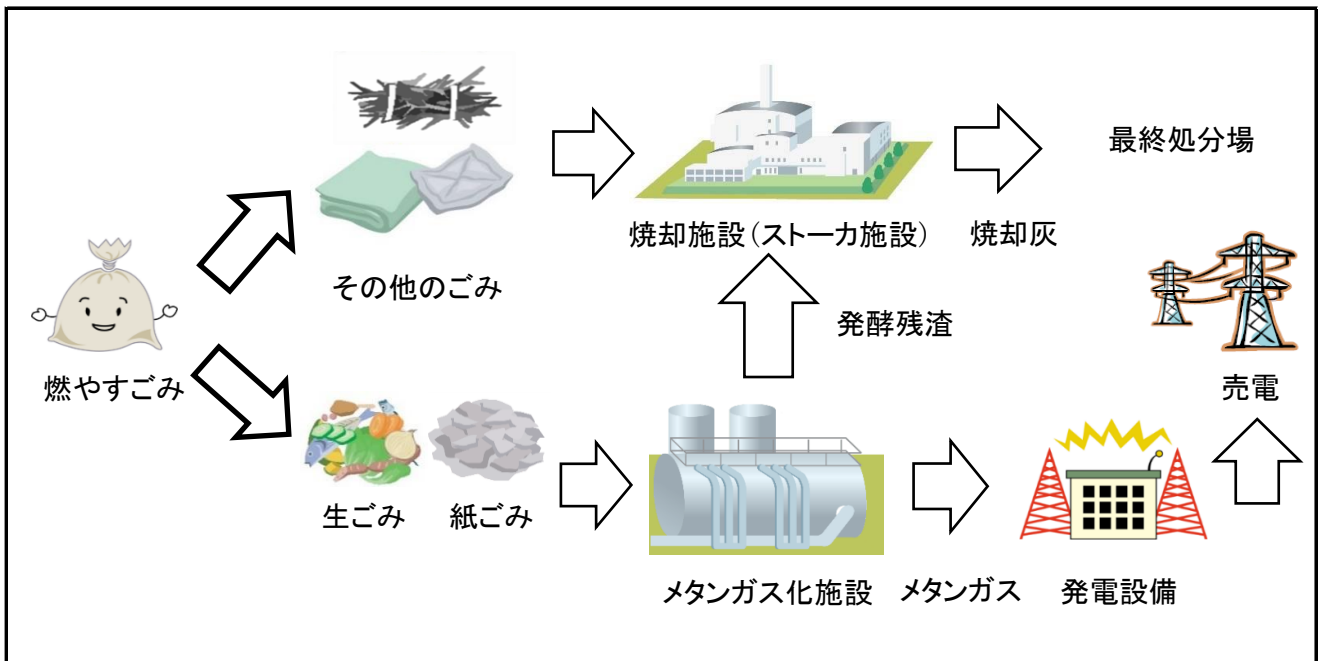 最終処分場
焼却施設（ストーカ施設）
焼却灰
その他のごみ
発酵残渣
燃やすごみ
売電
生ごみ
紙ごみ
メタンガス化施設
メタンガス
発電設備